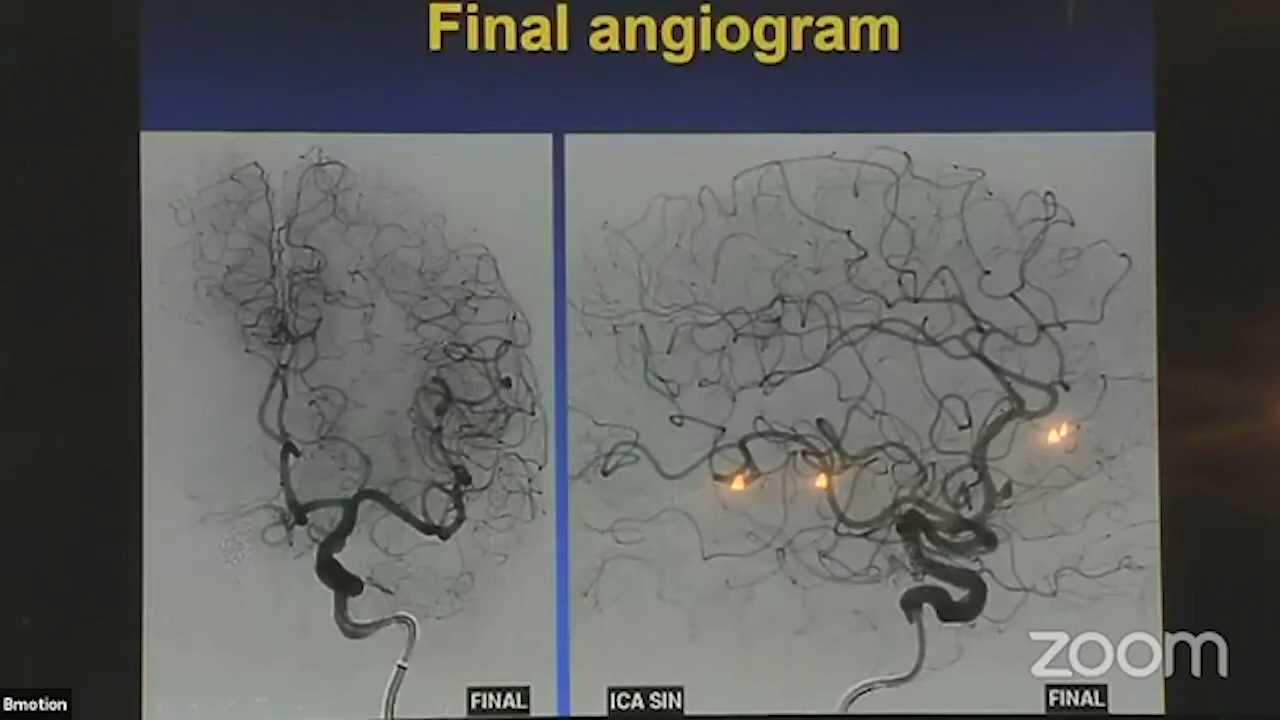 Final angiogram
FINAL
ICA SIN
FINAL
zoom
Bmotion